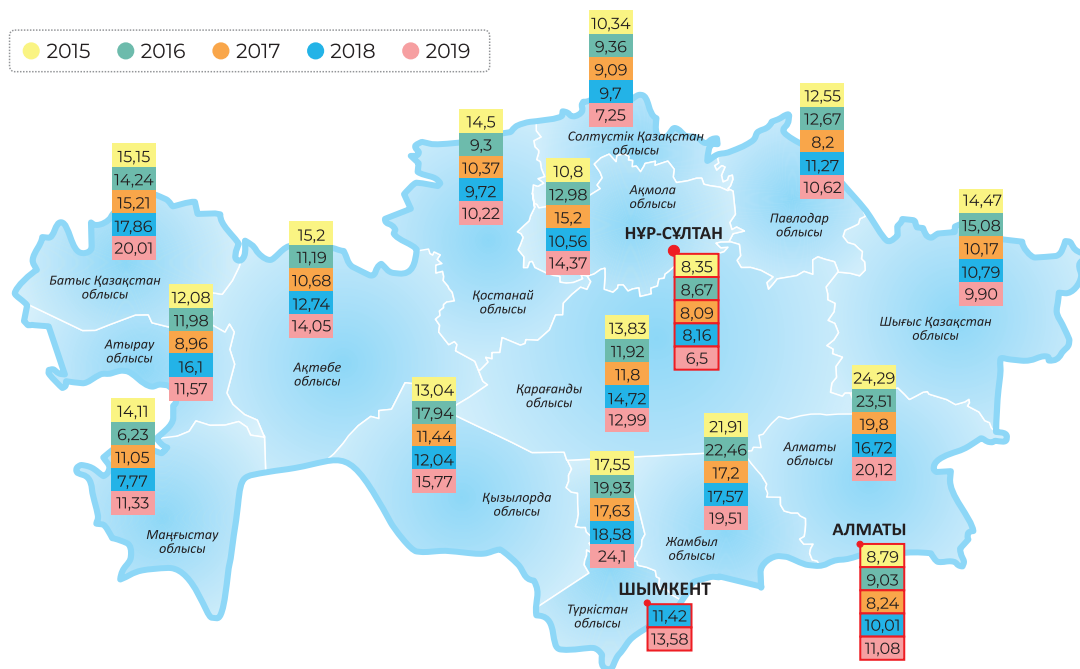 2015 2016 2017 2018 2019
10,34
9,36
9,09
9,7
7,25
Солтүстік Қазақстан
облысы
14,5
9,3
10,37
9,72
10,22
Қостанай
облысы
12,55
12,67
8,2
11,27
10,62
Павлодар
облысы
15,15
14,24
15,21
17,86
20,01
Батыс Қазақстан
облысы
10,8
12,98
15,2
10,56
14,37
Ақмола
облысы
НҰР-СҰЛТАН
8,35
8,67
8,09
8,16
6,5
14,47
15,08
10,17
10,79
9,90
Шығыс Қазақстан
облысы
15,2
11,19
10,68
12,74
14,05
Ақтөбе
облысы
12,08
11,98
8,96
16,1
11,57
Атырау
облысы
13,83
11,92
11,8
14,72
12,99
Қарағанды
облысы
14,11
6,23
11,05
7,77
11,33
Маңғыстау
облысы
13,04
17,94
11,44
12,04
15,77
Қызылорда
облысы
24,29
23,51
19,8
16,72
20,12
Алматы
облысы
21,91
22,46
17,2
17,57
19,51
Жамбыл
облысы
17,55
19,93
17,63
18,58
24,1
Түркістан
облысы
ШЫМКЕНТ
11,42
13,58
АЛМАТЫ
8,79
9,03
8,24
10,01
11,08